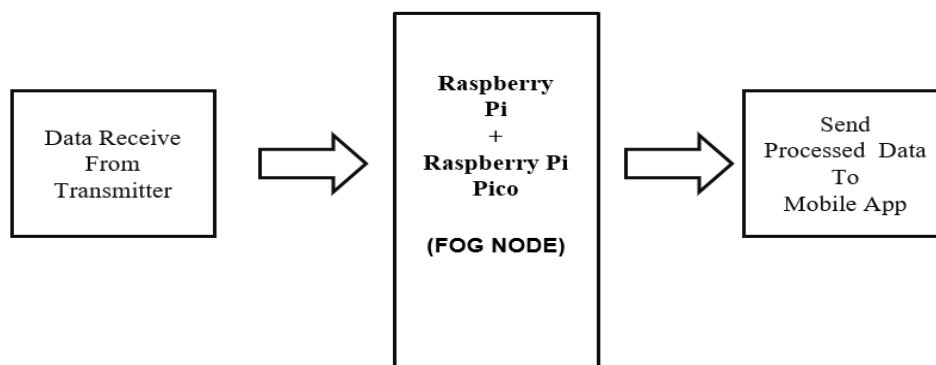 Data Receive
From
Transmitter
Raspberry
Pi
+
Raspberry Pi
Pico
(FOG NODE)
Send
Processed Data
To
Mobile App